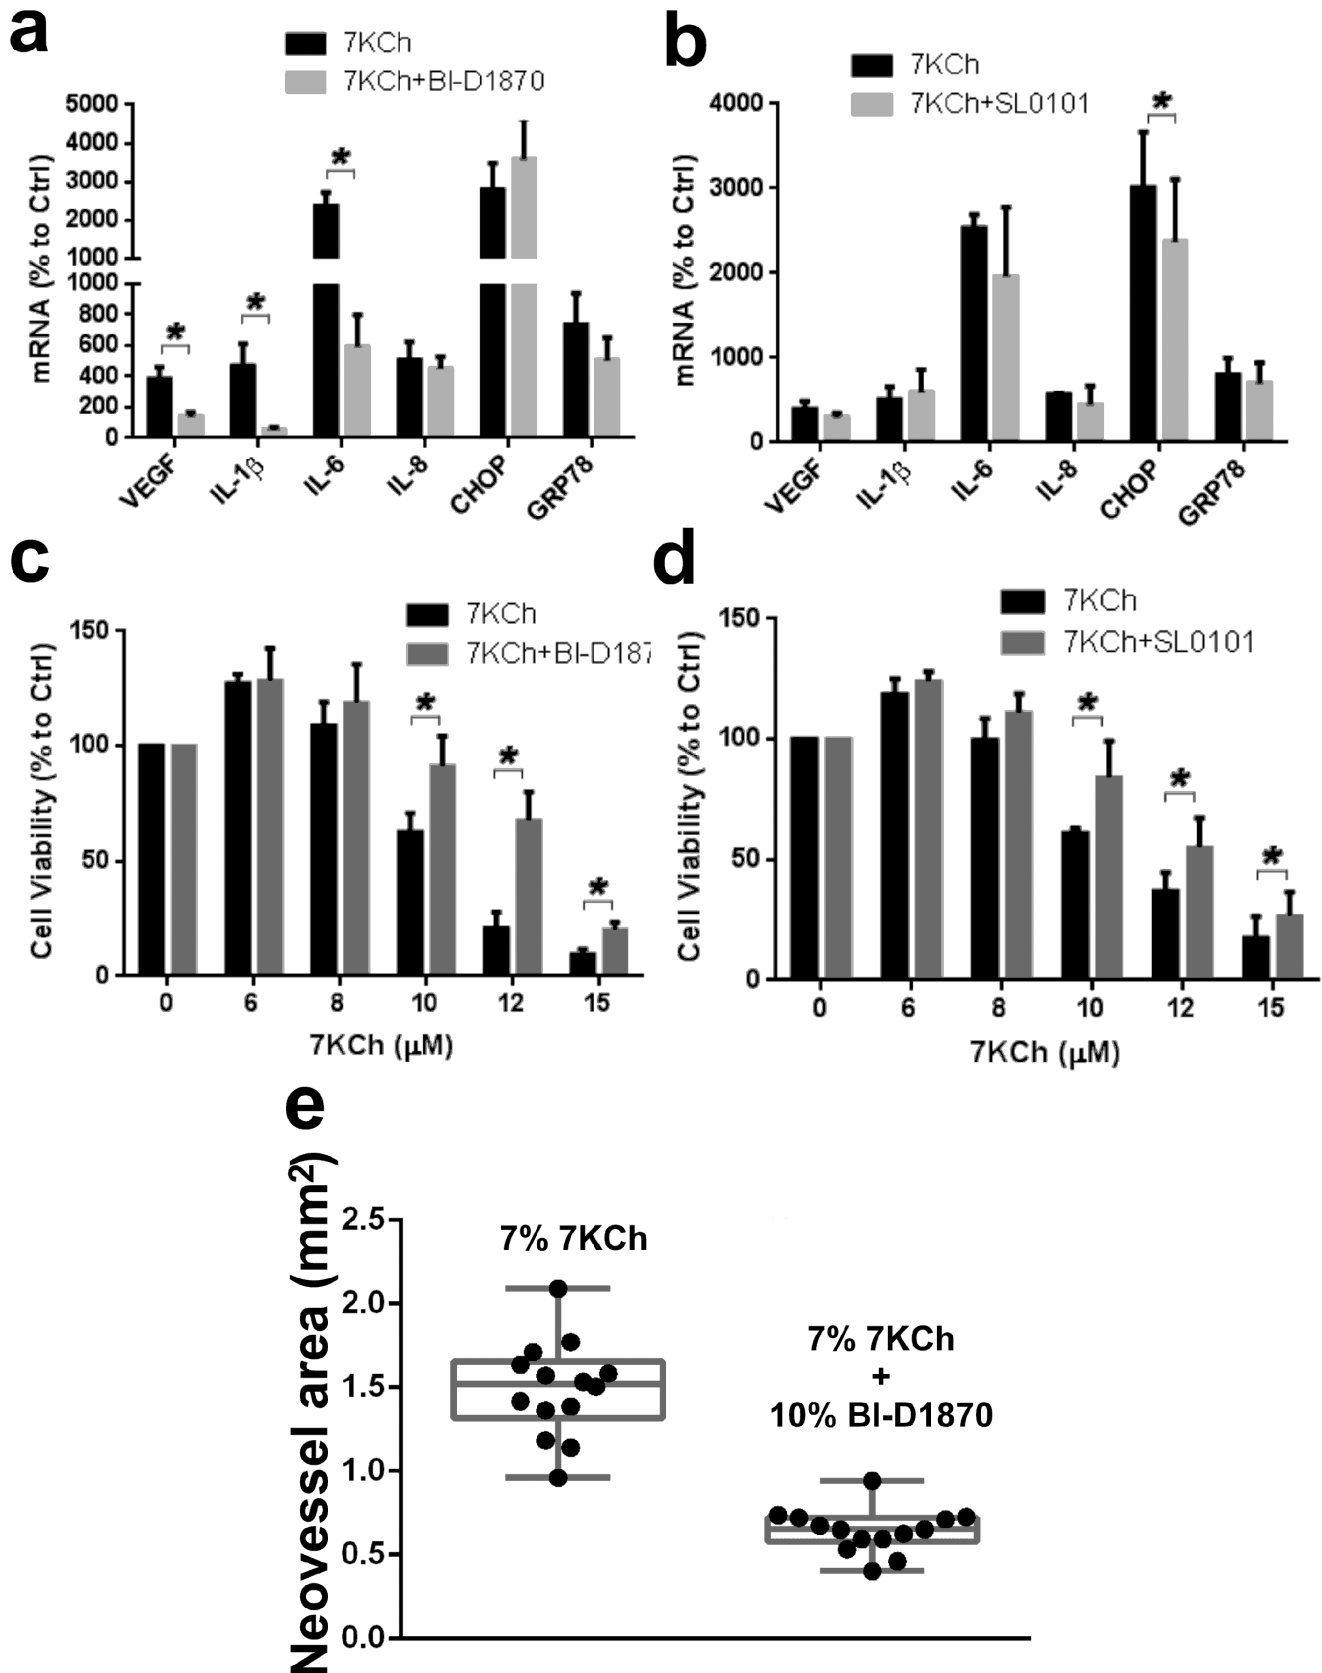 a
7KCh
7KCh+BI-D1870
mRNA (% to Ctrl)
5000
4000
3000
2000
1000
1000
800
600
400
200
0
*
*
*
VEGF
IL-1β
IL-6
IL-8
CHOP
GRP78
b
7KCh
7KCh+SL0101
mRNA (% to Ctrl)
4000
3000
2000
1000
0
*
VEGF
IL-1β
IL-6
IL-8
CHOP
GRP78
c
7KCh
7KCh+BI-D187
Cell Viability (% to Ctrl)
150
100
50
0
*
*
*
0
6
8
10
12
15
7KCh (μM)
d
7KCh
7KCh+SL0101
Cell Viability (% to Ctrl)
150
100
50
0
*
*
*
0
6
8
10
12
15
7KCh (μM)
e
Neovessel area (mm²)
2.5
2.0
1.5
1.0
0.5
0.0
7% 7KCh
7% 7KCh
+
10% BI-D1870